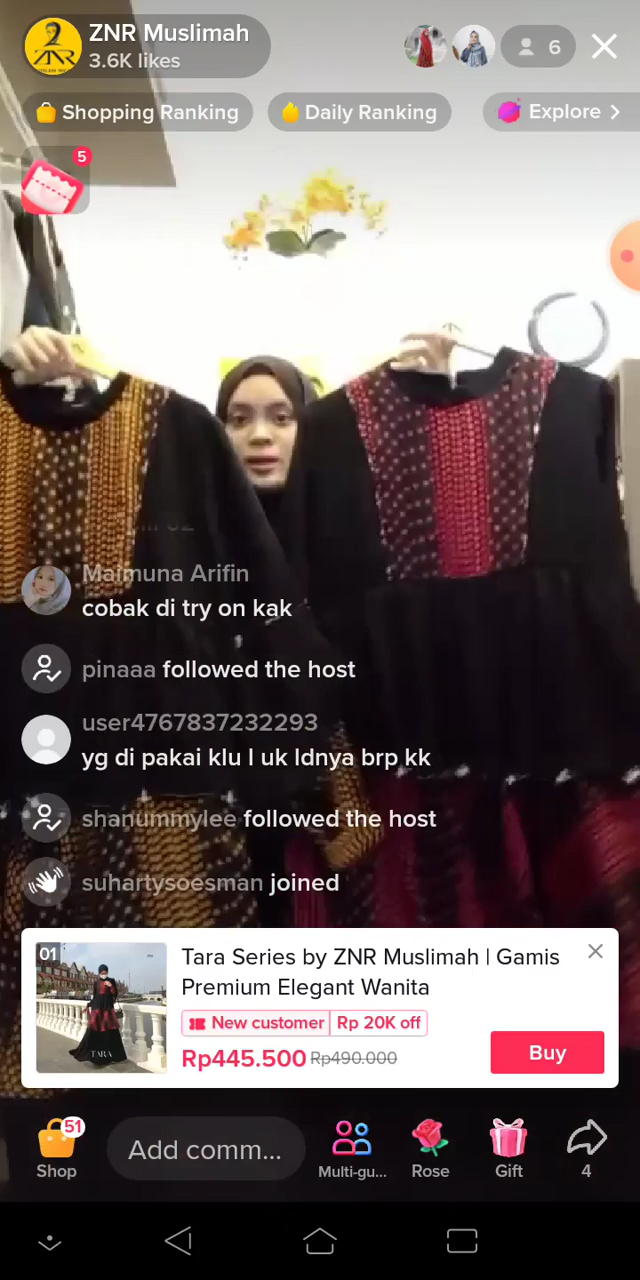 ZNR Muslimah
3.6K likes
6
Shopping Ranking
Daily Ranking
Explore
5
ZNR
Maimuna Arifin
cobak di try on kak
pinaaa followed the host
user4767837232293
yg di pakai klu l uk ldnya brp kk
shanummylee followed the host
suhartysoesman joined
01
Tara Series by ZNR Muslimah | Gamis
Premium Elegant Wanita
New customer Rp 20K off
Rp445.500 Rp490.000
Buy
TARA
51
Shop
Add comm...
Multi-gu...
Rose
Gift
4